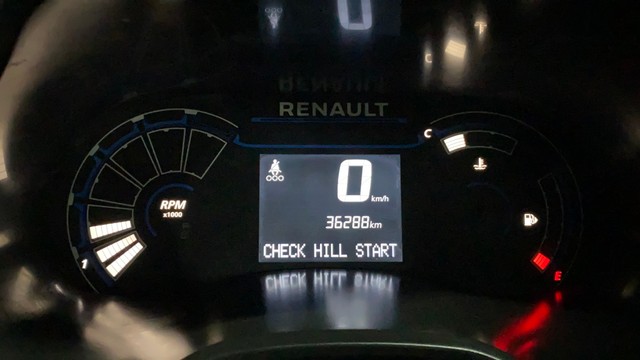 RENAULT
C
0 km/h
RPM
x1000
36288km
CHECK HILL START
1
E